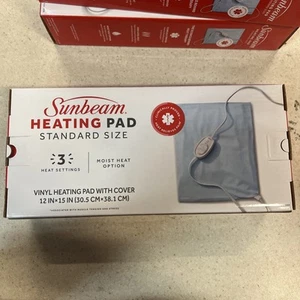 Sunbeam
HEATING PAD
STANDARD SIZE
3
HEAT SETTINGS
MOIST HEAT
OPTION
VINYL HEATING PAD WITH COVER
12 IN×15 IN (30.5 CM×38.1 CM)